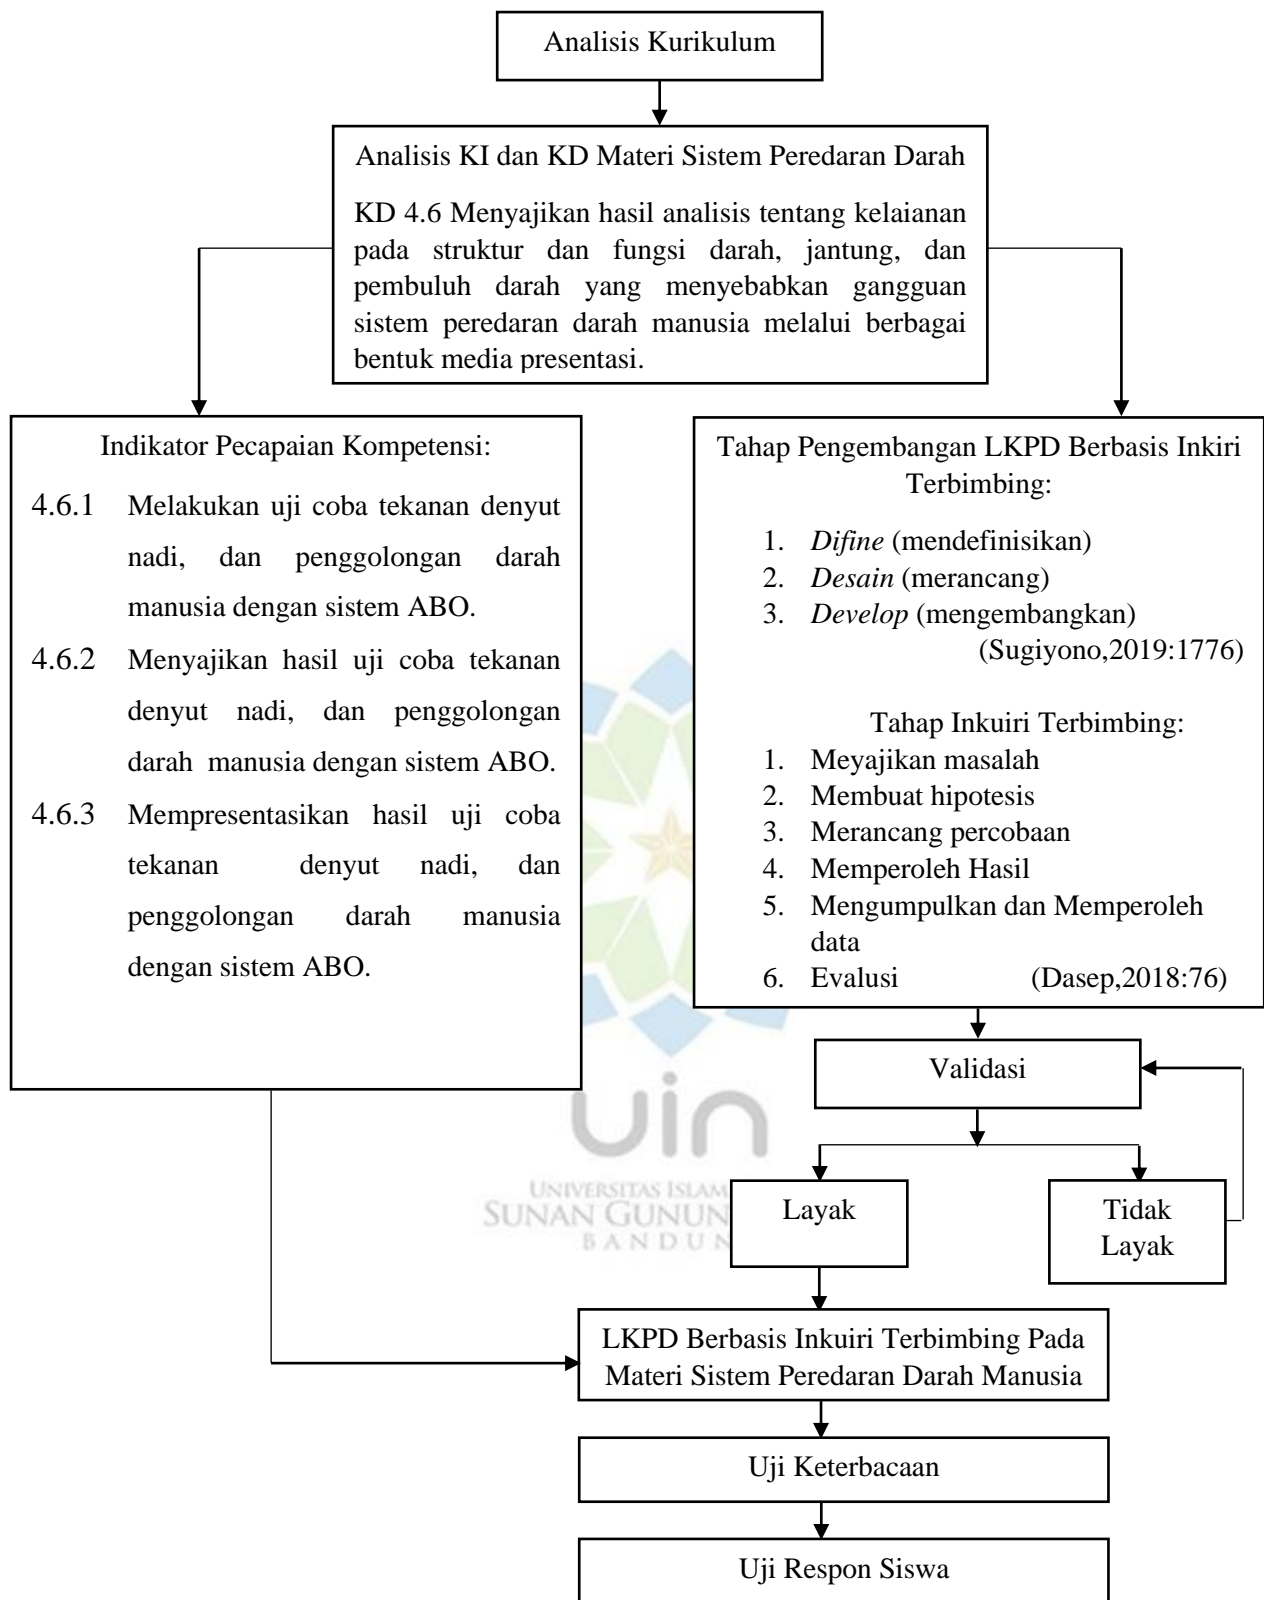 Analisis Kurikulum
Analisis KI dan KD Materi Sistem Peredaran Darah
KD 4.6 Menyajikan hasil analisis tentang kelaianan
pada struktur dan fungsi darah, jantung, dan
pembuluh darah yang menyebabkan gangguan
sistem peredaran darah manusia melalui berbagai
bentuk media presentasi.
Indikator Pecapaian Kompetensi:
4.6.1 Melakukan uji coba tekanan denyut
nadi, dan penggolongan darah
manusia dengan sistem ABO.
4.6.2 Menyajikan hasil uji coba tekanan
denyut nadi, dan penggolongan
darah manusia dengan sistem ABO.
4.6.3 Mempresentasikan hasil uji coba
tekanan denyut nadi, dan
penggolongan darah manusia
dengan sistem ABO.
Tahap Pengembangan LKPD Berbasis Inkiri
Terbimbing:
1. Difine (mendefinisikan)
2. Desain (merancang)
3. Develop (mengembangkan)
(Sugiyono,2019:1776)
Tahap Inkuiri Terbimbing:
1. Meyajikan masalah
2. Membuat hipotesis
3. Merancang percobaan
4. Memperoleh Hasil
5. Mengumpulkan dan Memperoleh
data
6. Evalusi (Dasep,2018:76)
Validasi
uin
UNIVERSITAS ISLAM
SUNAN GUNUN
BANDUN
Layak
Tidak
Layak
LKPD Berbasis Inkuiri Terbimbing Pada
Materi Sistem Peredaran Darah Manusia
Uji Keterbacaan
Uji Respon Siswa